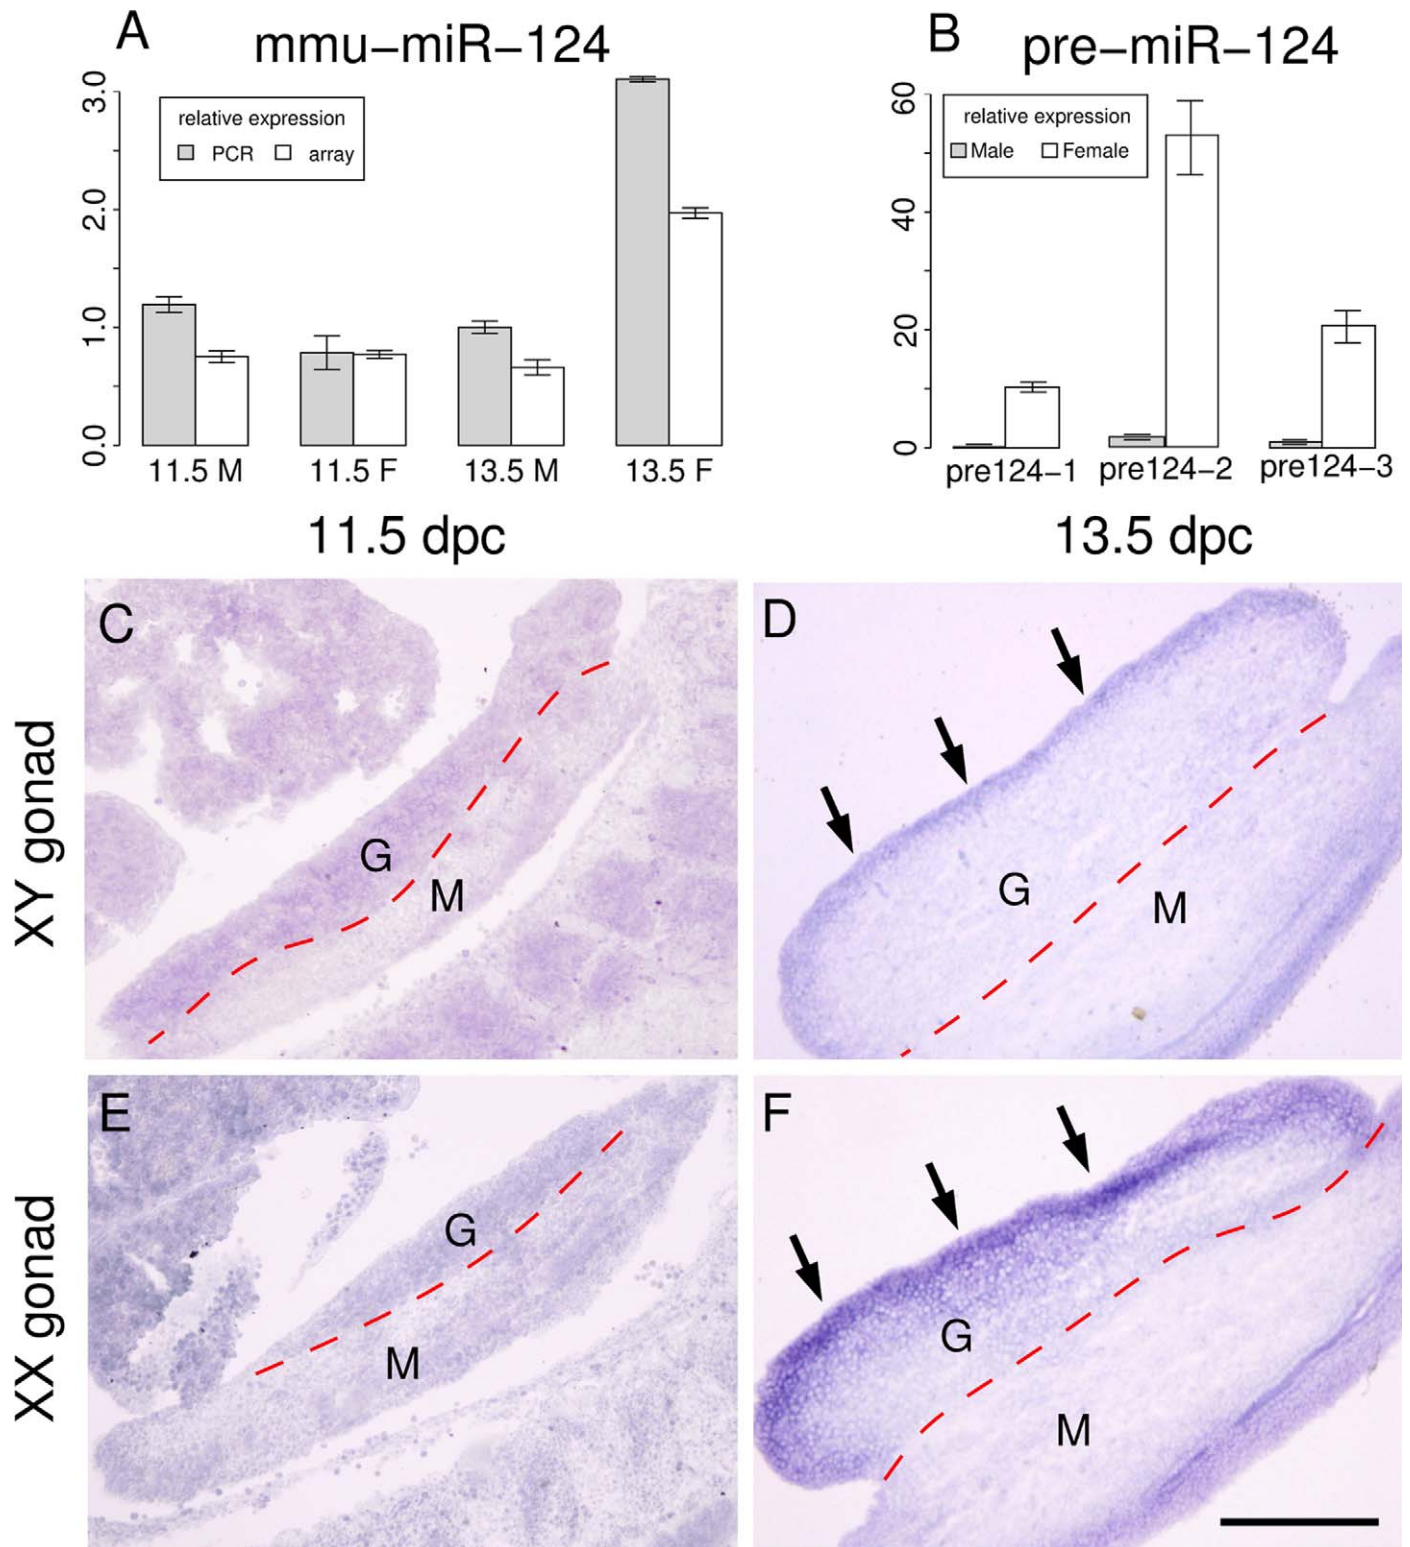 A mmu-miR-124
3.0
2.0
1.0
0.0
relative expression
PCR array
11.5 M 11.5 F 13.5 M 13.5 F
B pre-miR-124
60
40
20
0
relative expression
Male Female
pre124-1 pre124-2 pre124-3
11.5 dpc 13.5 dpc
XY gonad
C
G
M
D
G
M
XX gonad
E
G
M
F
G
M